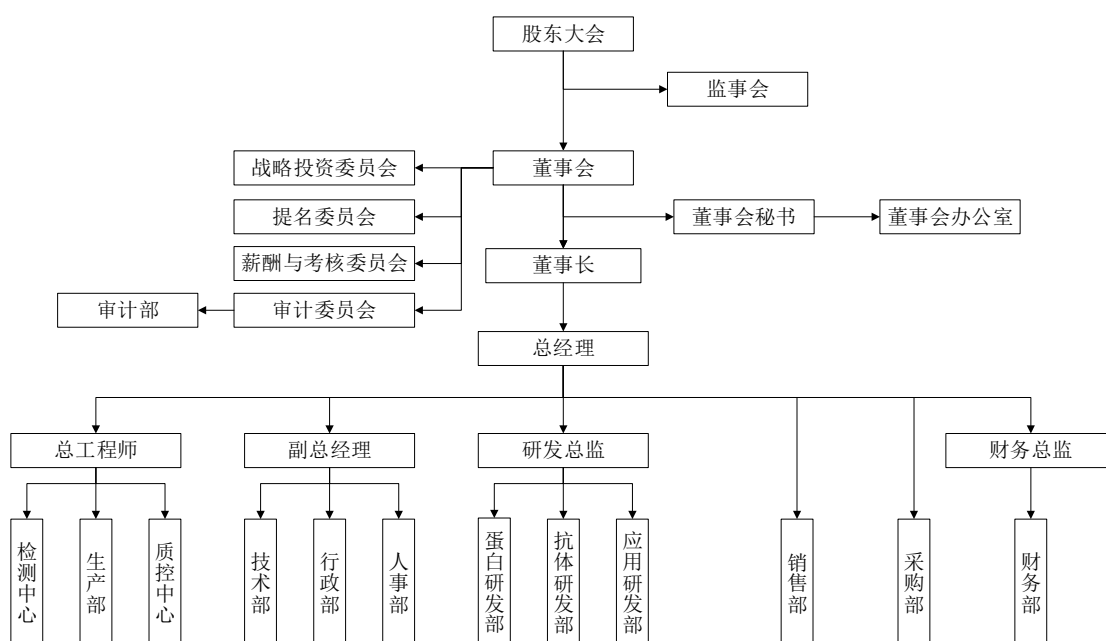 股东大会
监事会
战略投资委员会
董事会
提名委员会
董事会秘书
董事会办公室
薪酬与考核委员会
董事长
审计部
审计委员会
总经理
总工程师
副总经理
研发总监
财务总监
检测中心
生产部
质控中心
技术部
行政部
人事部
蛋白研发部
抗体研发部
应用研发部
销售部
采购部
财务部